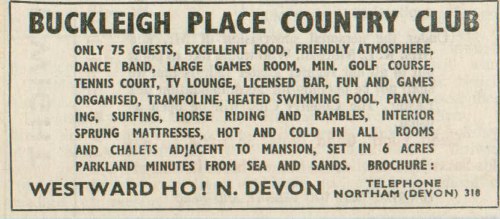 BUCKLEIGH PLACE COUNTRY CLUB
ONLY 75 GUESTS, EXCELLENT FOOD, FRIENDLY ATMOSPHERE,
DANCE BAND, LARGE GAMES ROOM, MIN. GOLF COURSE,
TENNIS COURT, TV LOUNGE, LICENSED BAR, FUN AND GAMES
ORGANISED, TRAMPOLINE, HEATED SWIMMING POOL, PRAWN-
ING, SURFING, HORSE RIDING AND RAMBLES, INTERIOR
SPRUNG MATTRESSES, HOT AND COLD IN ALL ROOMS
AND CHALETS ADJACENT TO MANSION, SET IN 6 ACRES
PARKLAND MINUTES FROM SEA AND SANDS. BROCHURE:
WESTWARD HO! N. DEVON TELEPHONE
NORTHAM (DEVON) 318